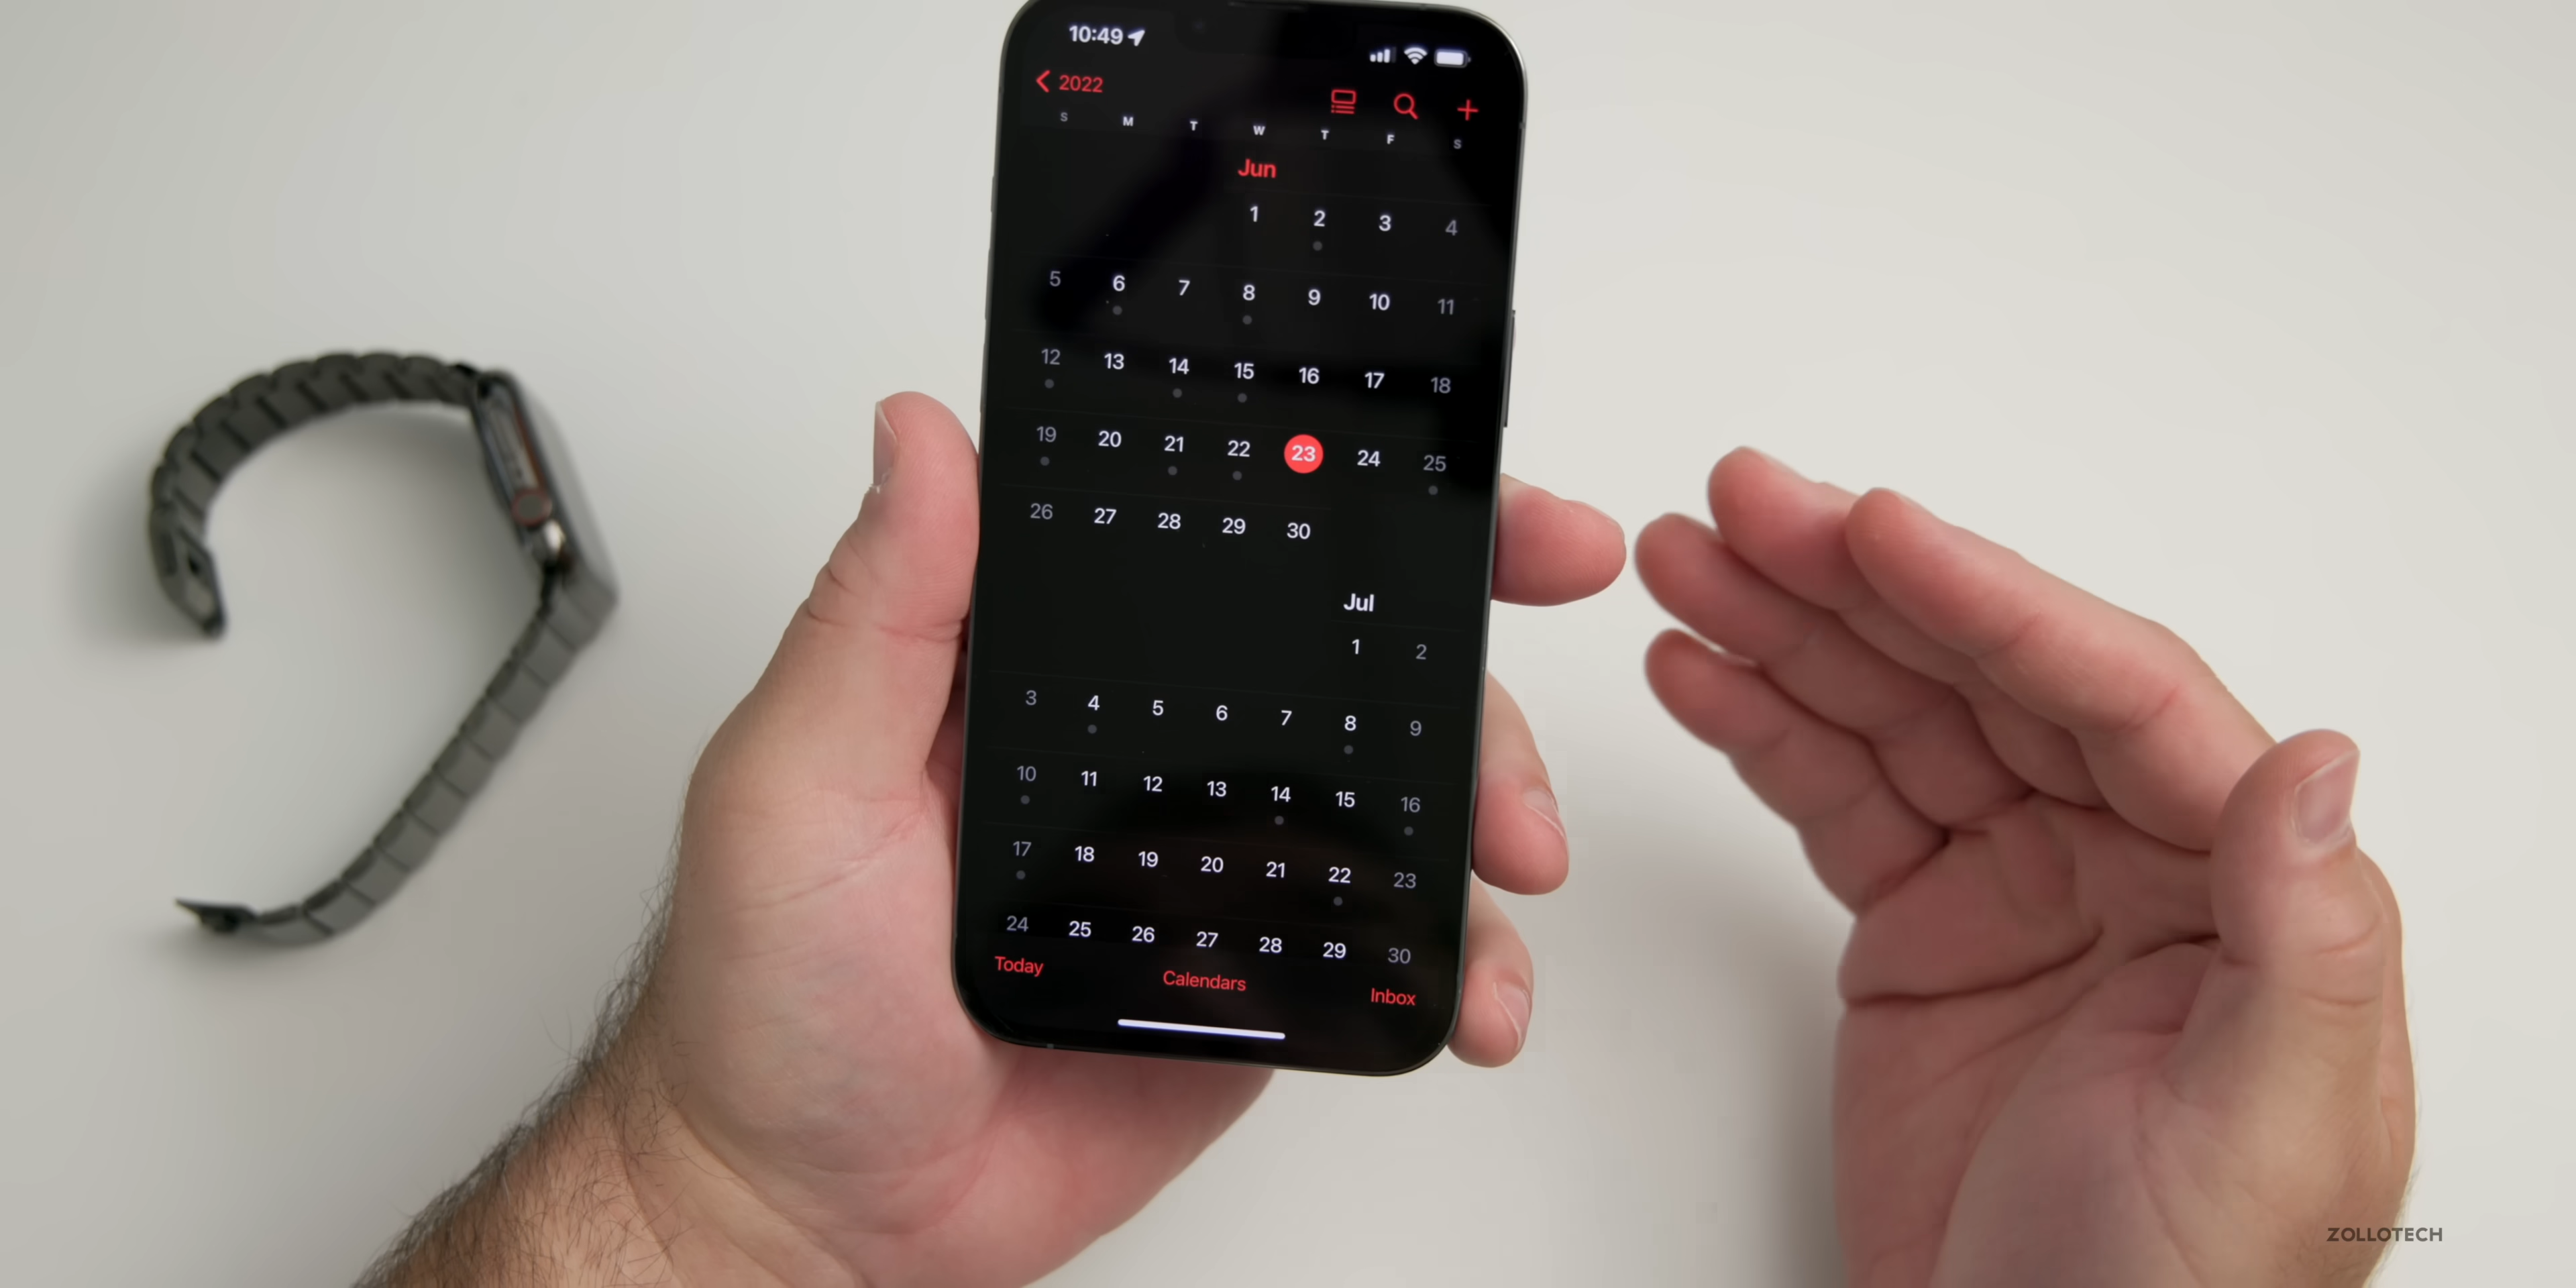 10:49
2022
S M T W T F S
Jun
1 2 3 4
5 6 7 8 9 10 11
12 13 14 15 16 17 18
19 20 21 22 23 24 25
26 27 28 29 30
Jul
1 2
3 4 5 6 7 8 9
10 11 12 13 14 15 16
17 18 19 20 21 22 23
24 25 26 27 28 29 30
Today Calendars Inbox
ZOLLOTECH